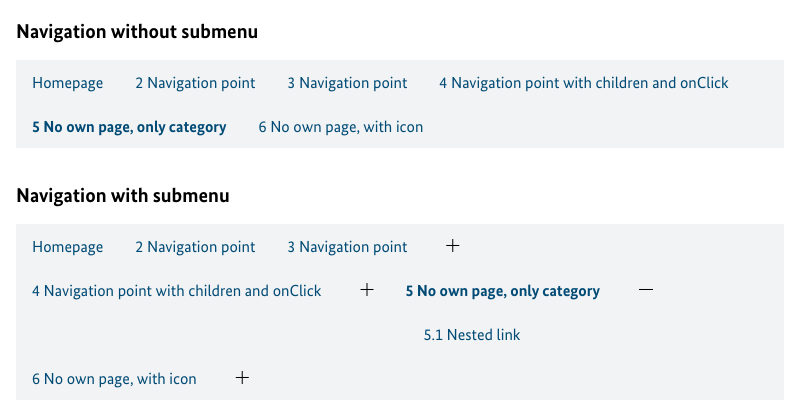 Navigation without submenu
Homepage 2 Navigation point 3 Navigation point 4 Navigation point with children and onClick
5 No own page, only category 6 No own page, with icon
Navigation with submenu
Homepage 2 Navigation point 3 Navigation point
4 Navigation point with children and onClick 5 No own page, only category
5.1 Nested link
6 No own page, with icon